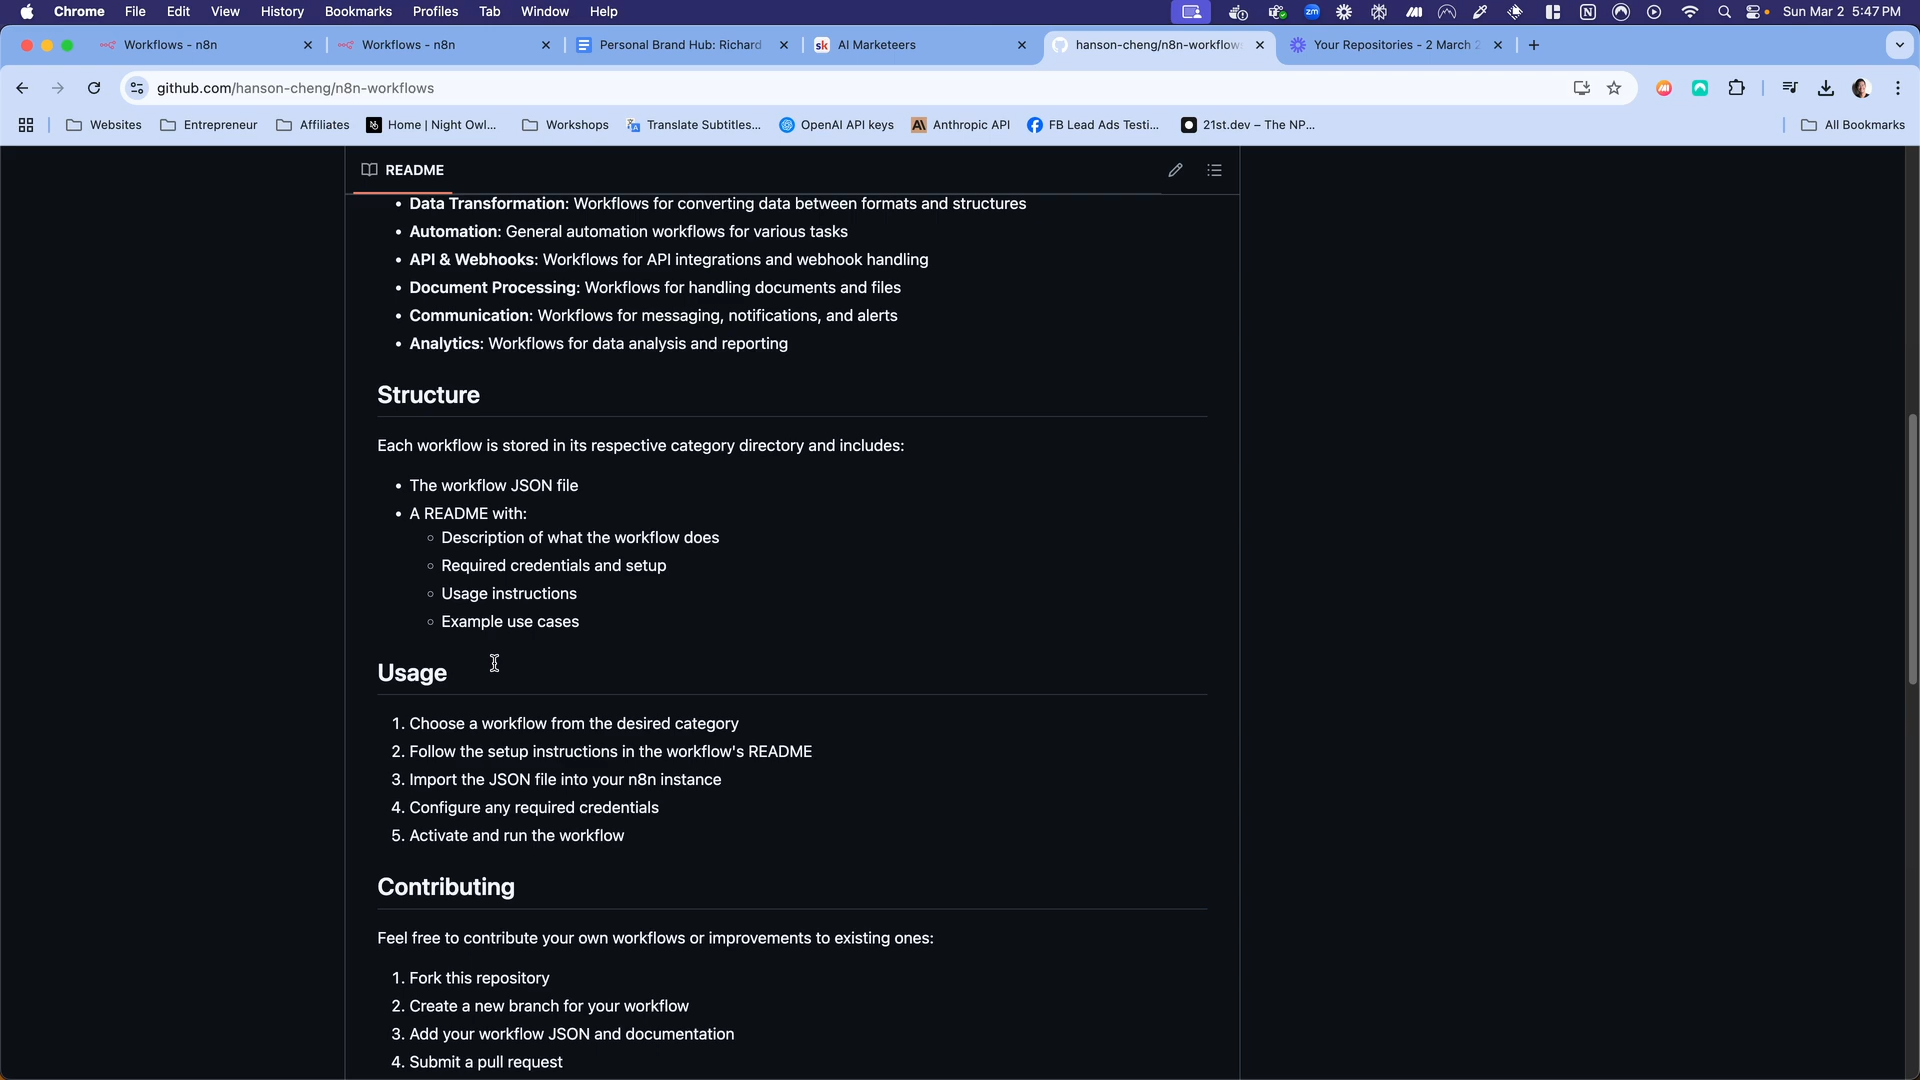 Chrome File Edit View History Bookmarks Profiles Tab Window Help zm Sun Mar 2 5:47 PM
Workflows - n8n Workflows - n8n Personal Brand Hub: Richard sk AI Marketeers hanson-cheng/n8n-workflow Your Repositories - 2 March
github.com/hanson-cheng/n8n-workflows
Websites Entrepreneur Affiliates Home | Night Owl... Workshops Translate Subtitles... OpenAI API keys Anthropic API FB Lead Ads Testi... 21st.dev – The NP... All Bookmarks
README
• Data Transformation: Workflows for converting data between formats and structures
• Automation: General automation workflows for various tasks
• API & Webhooks: Workflows for API integrations and webhook handling
• Document Processing: Workflows for handling documents and files
• Communication: Workflows for messaging, notifications, and alerts
• Analytics: Workflows for data analysis and reporting
Structure
Each workflow is stored in its respective category directory and includes:
• The workflow JSON file
• A README with:
◦ Description of what the workflow does
◦ Required credentials and setup
◦ Usage instructions
◦ Example use cases
Usage
1. Choose a workflow from the desired category
2. Follow the setup instructions in the workflow's README
3. Import the JSON file into your n8n instance
4. Configure any required credentials
5. Activate and run the workflow
Contributing
Feel free to contribute your own workflows or improvements to existing ones:
1. Fork this repository
2. Create a new branch for your workflow
3. Add your workflow JSON and documentation
4. Submit a pull request